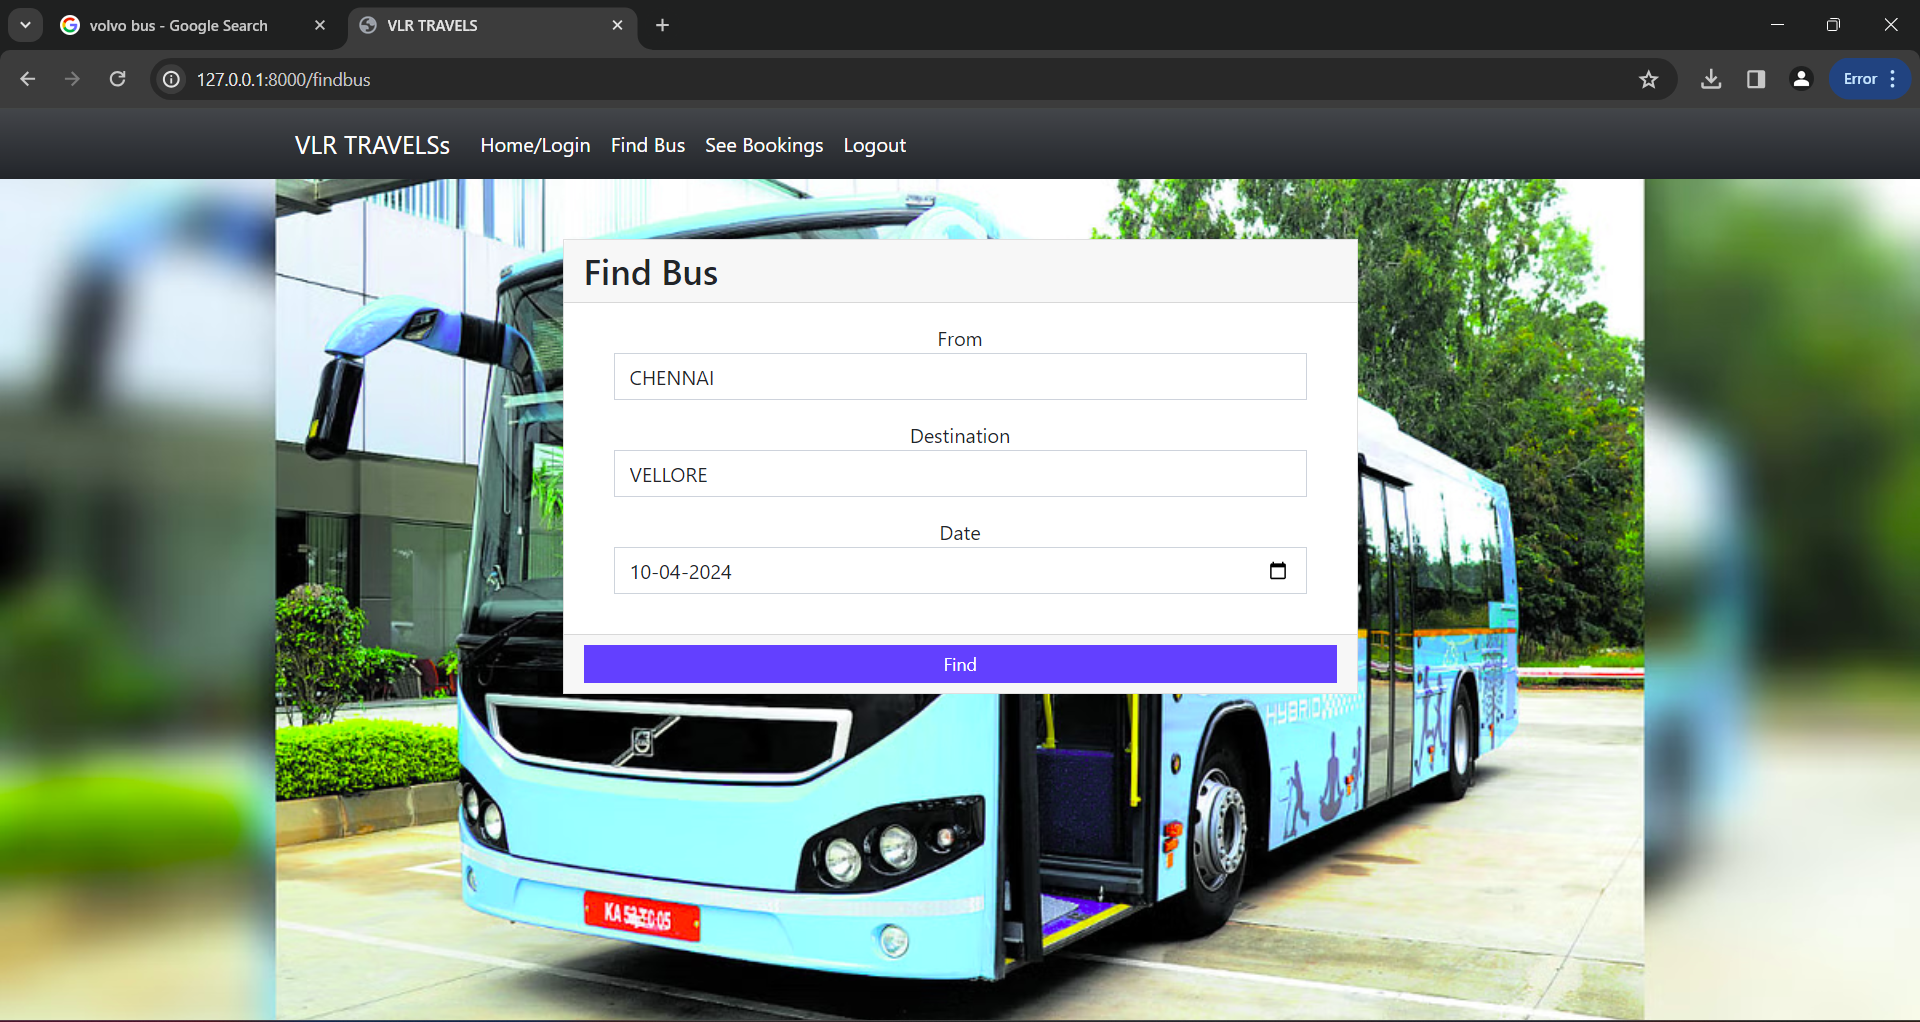 volvo bus - Google Search
VLR TRAVELS
127.0.0.1:8000/findbus
Error
VLR TRAVELSs Home/Login Find Bus See Bookings Logout
Find Bus
From
CHENNAI
Destination
VELLORE
Date
10-04-2024
Find
HYBRID
KA